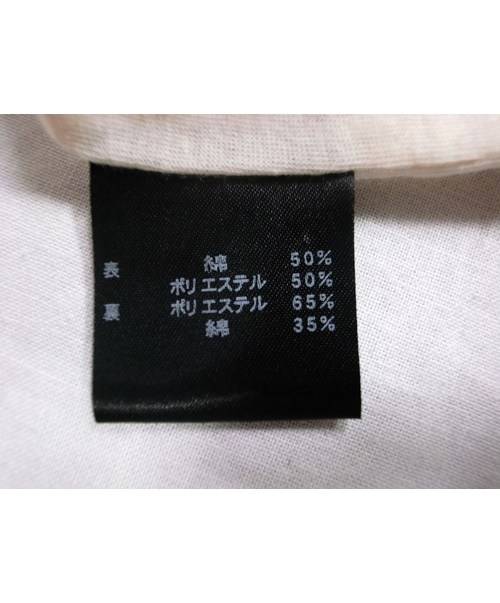 表 綿 50%
ポリエステル 50%
裏 ポリエステル 65%
綿 35%